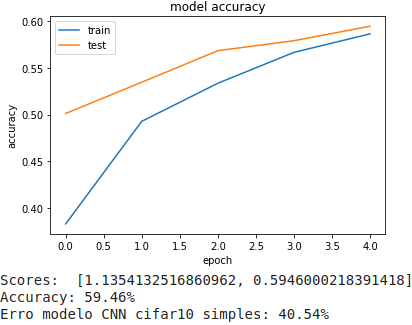 model accuracy
train
test
0.60
0.55
0.50
0.45
0.40
accuracy
0.0 0.5 1.0 1.5 2.0 2.5 3.0 3.5 4.0
epoch
Scores:  [1.1354132516860962, 0.5946000218391418]
Accuracy: 59.46%
Erro modelo CNN cifar10 simples: 40.54%